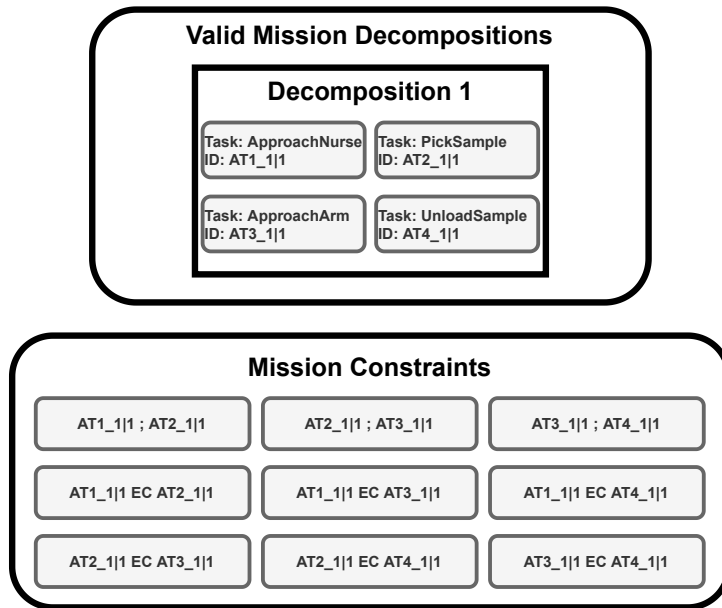 Valid Mission Decompositions
Decomposition 1
Task: ApproachNurse
ID: AT1_1|1
Task: PickSample
ID: AT2_1|1
Task: ApproachArm
ID: AT3_1|1
Task: UnloadSample
ID: AT4_1|1
Mission Constraints
AT1_1|1 ; AT2_1|1
AT2_1|1 ; AT3_1|1
AT3_1|1 ; AT4_1|1
AT1_1|1 EC AT2_1|1
AT1_1|1 EC AT3_1|1
AT1_1|1 EC AT4_1|1
AT2_1|1 EC AT3_1|1
AT2_1|1 EC AT4_1|1
AT3_1|1 EC AT4_1|1